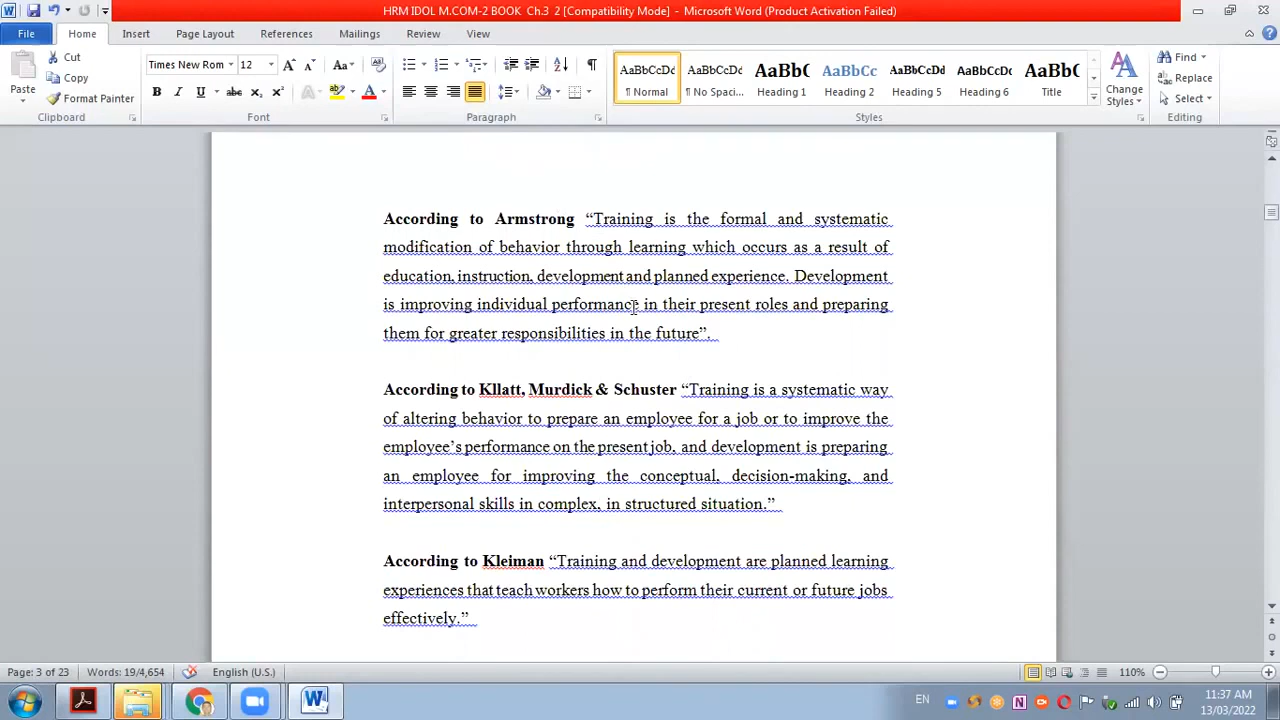 HRM IDOL M.COM-2 BOOK Ch.3 2 [Compatibility Mode] - Microsoft Word (Product Activation Failed)
File Home Insert Page Layout References Mailings Review View
Paste
Cut
Copy
Format Painter
Clipboard
Times New Rom 12
Font
Paragraph
AaBbCcDd
¶ Normal
AaBbCcDd
¶ No Spaci...
AaBbC
Heading 1
AaBbCc
Heading 2
AaBbCcDd
Heading 5
AaBbCcDd
Heading 6
AaBbC
Title
Change
Styles
Styles
Find
Replace
Select
Editing
According to Armstrong “Training is the formal and systematic
modification of behavior through learning which occurs as a result of
education, instruction, development and planned experience. Development
is improving individual performance in their present roles and preparing
them for greater responsibilities in the future”.
According to Kllatt, Murdick & Schuster “Training is a systematic way
of altering behavior to prepare an employee for a job or to improve the
employee’s performance on the present job, and development is preparing
an employee for improving the conceptual, decision-making, and
interpersonal skills in complex, in structured situation.”
According to Kleiman “Training and development are planned learning
experiences that teach workers how to perform their current or future jobs
effectively.”
Page: 3 of 23 Words: 19/4,654 English (U.S.) 110%
EN
11:37 AM
13/03/2022